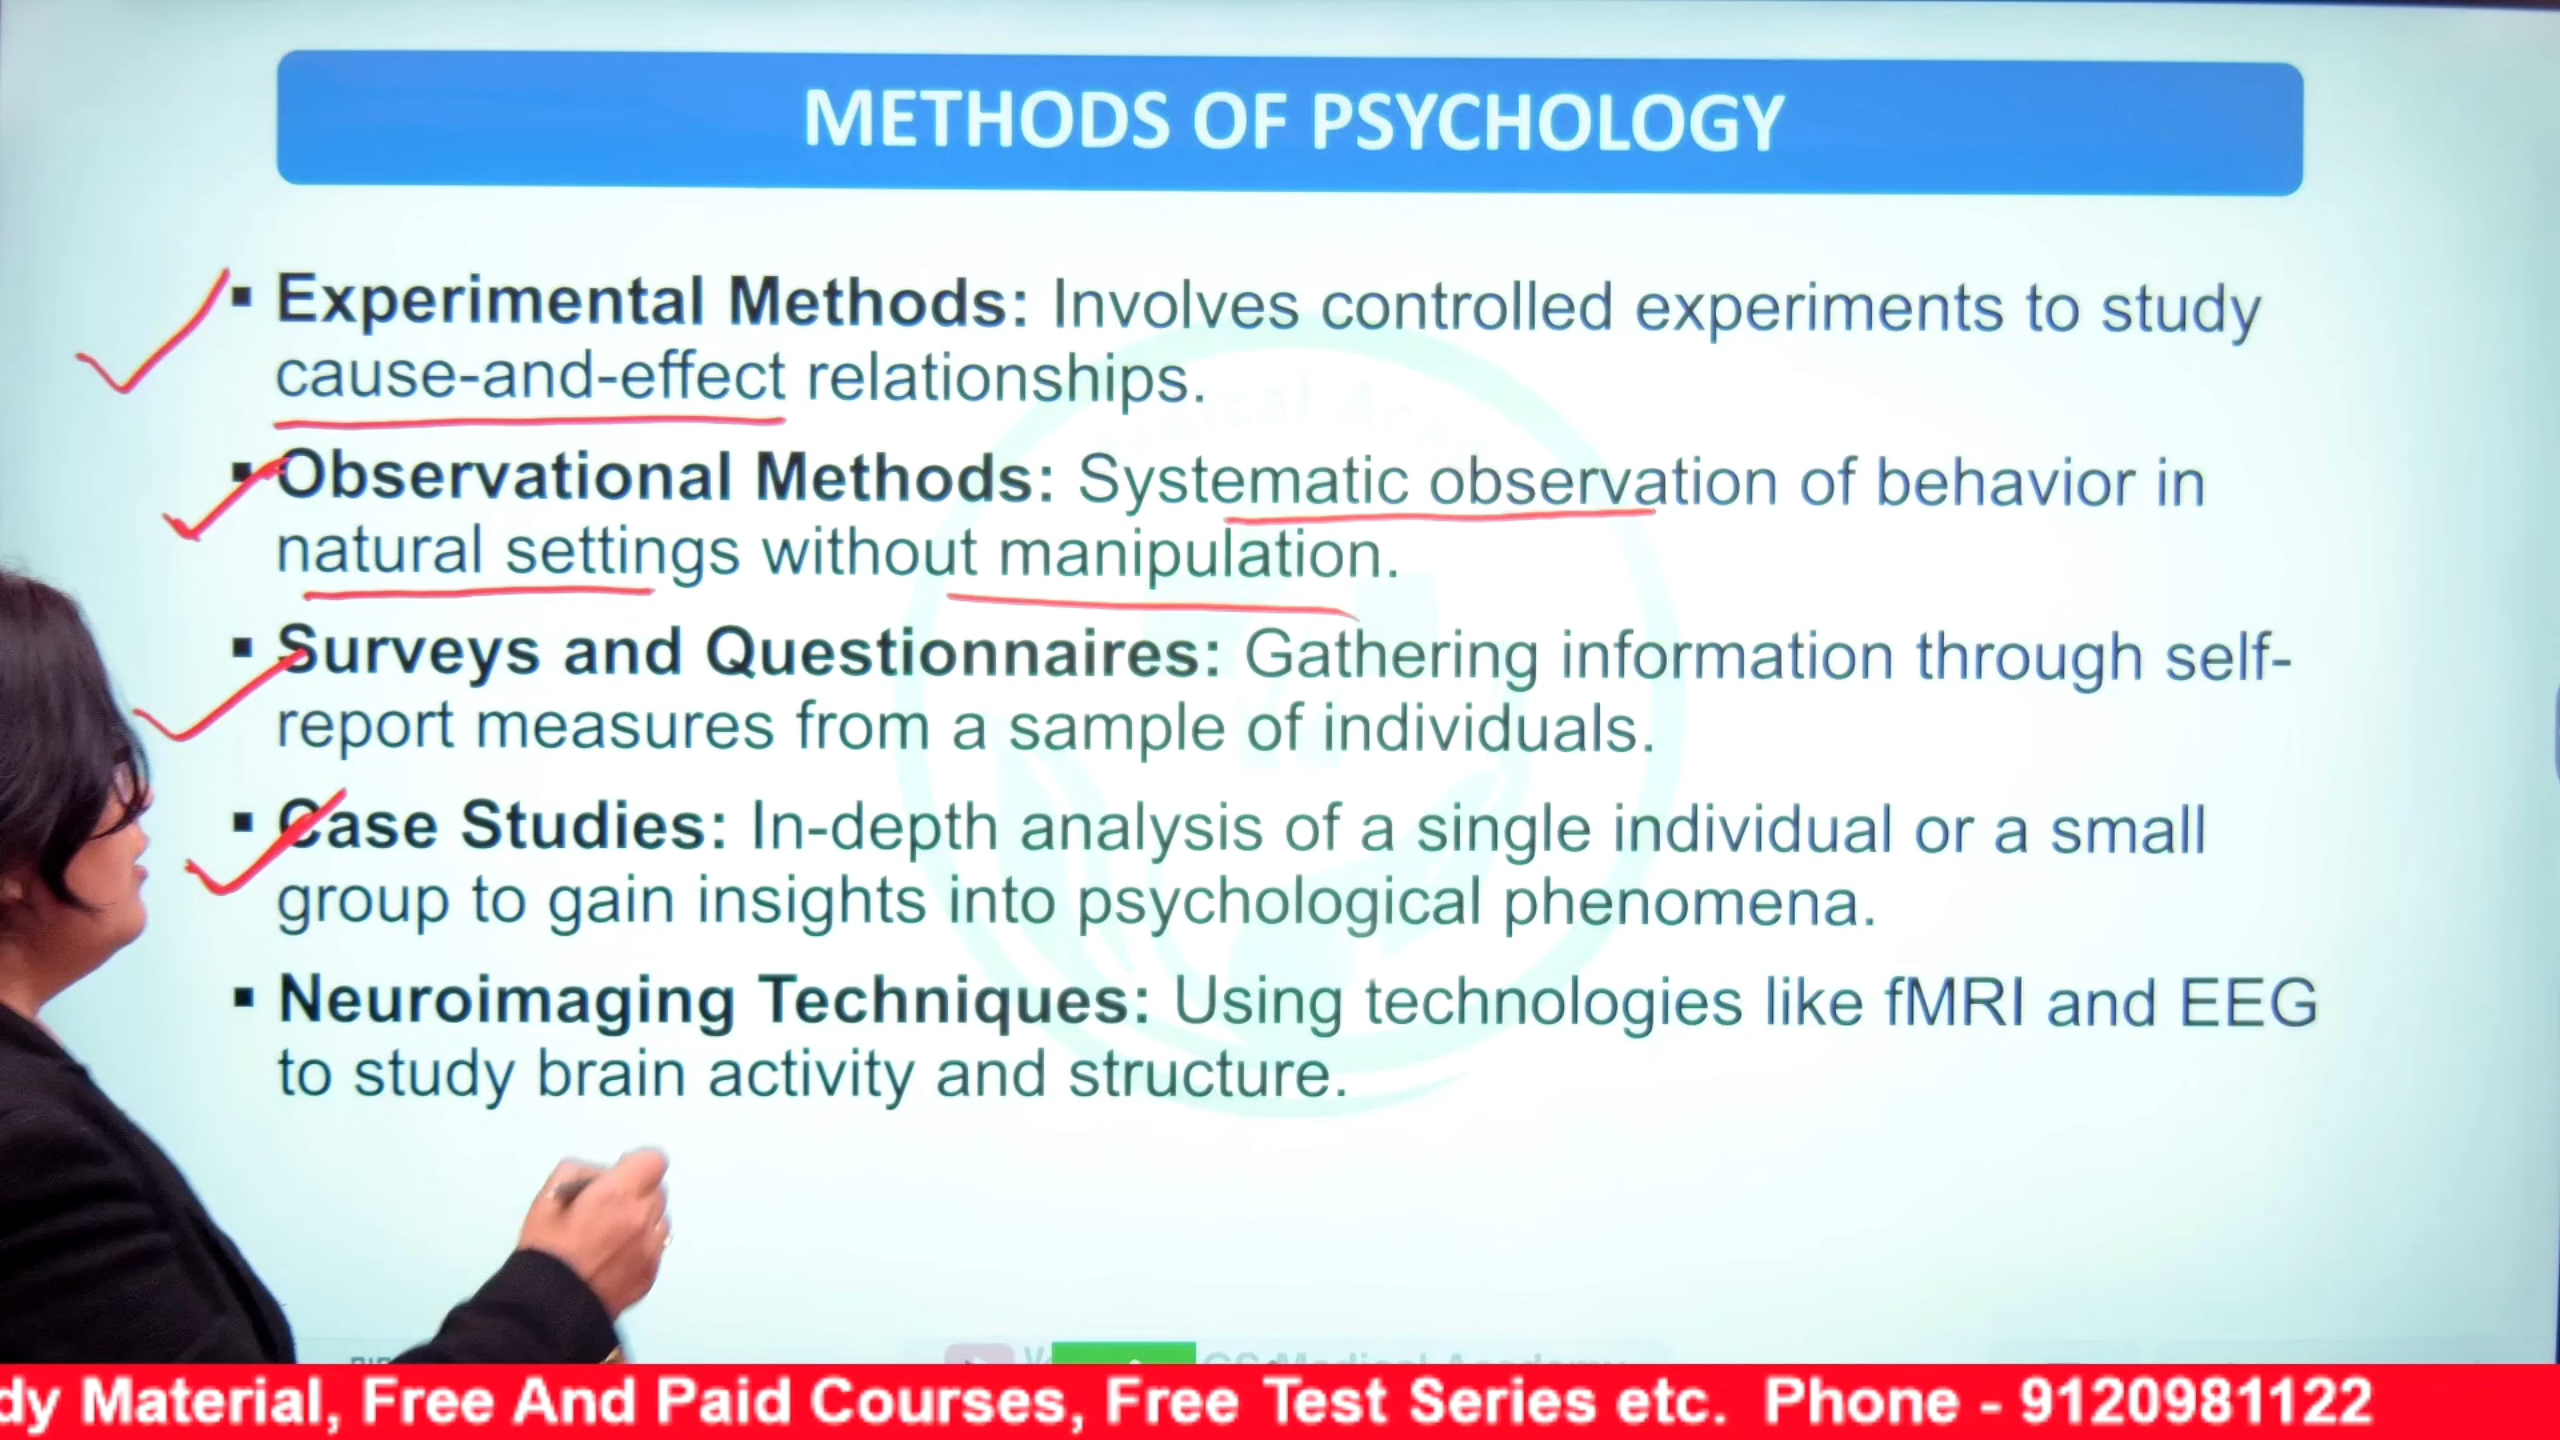 METHODS OF PSYCHOLOGY
▪ Experimental Methods: Involves controlled experiments to study
cause-and-effect relationships.
▪ Observational Methods: Systematic observation of behavior in
natural settings without manipulation.
▪ Surveys and Questionnaires: Gathering information through self-
report measures from a sample of individuals.
▪ Case Studies: In-depth analysis of a single individual or a small
group to gain insights into psychological phenomena.
▪ Neuroimaging Techniques: Using technologies like fMRI and EEG
to study brain activity and structure.
Medical Academy
Material, Free And Paid Courses, Free Test Series etc. Phone - 9120981122